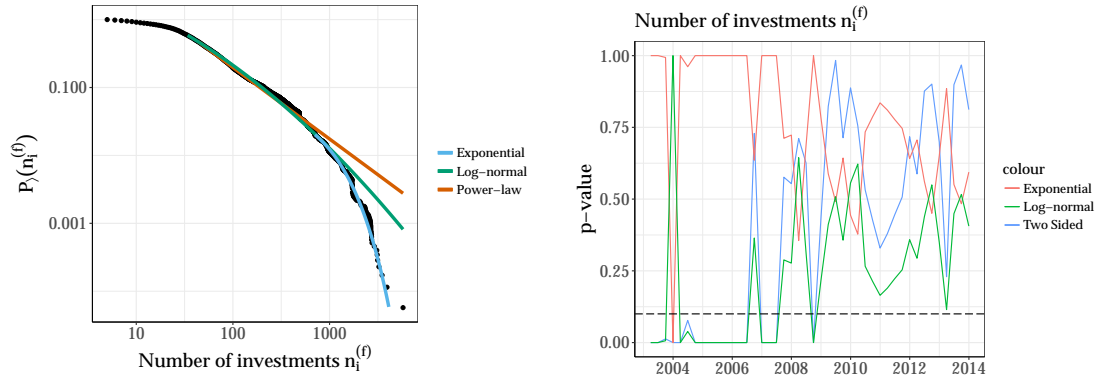 P⟩(n_i^(f))
0.100
0.001
10
100
1000
Number of investments n_i^(f)
Exponential
Log−normal
Power−law
Number of investments n_i^(f)
p−value
1.00
0.75
0.50
0.25
0.00
2004
2006
2008
2010
2012
2014
colour
Exponential
Log−normal
Two Sided